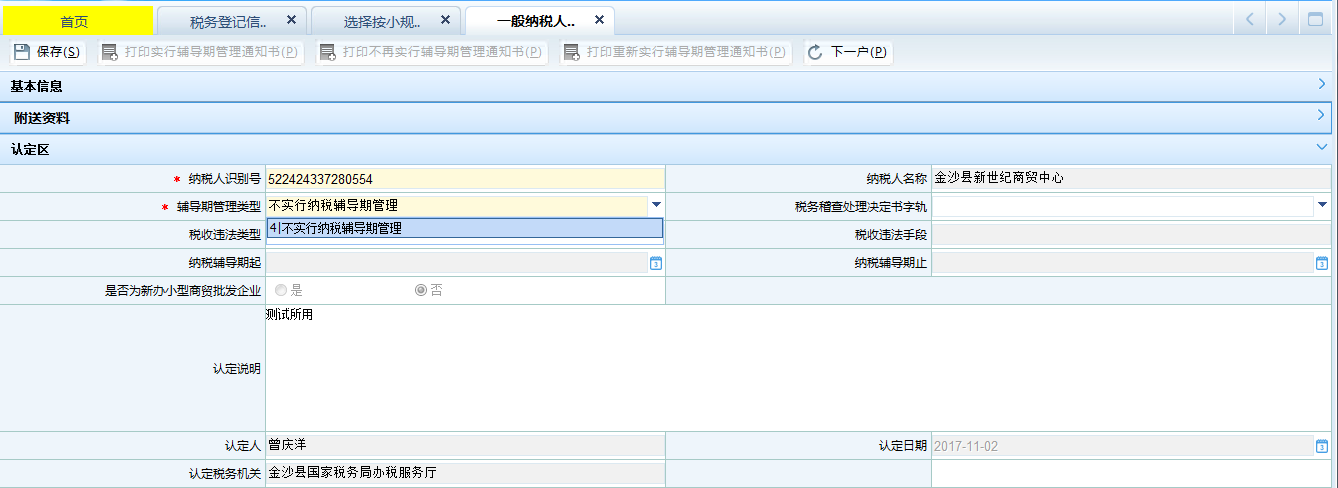 首页 税务登记信.. 选择按小规.. 一般纳税人..
保存(S) 打印实行辅导期管理通知书(P) 打印不再实行辅导期管理通知书(P) 打印重新实行辅导期管理通知书(P) 下一户(P)
基本信息
附送资料
认定区
* 纳税人识别号 522424337280554 纳税人名称 金沙县新世纪商贸中心
* 辅导期管理类型 不实行纳税辅导期管理 税务稽查处理决定书字轨
税收违法类型 4|不实行纳税辅导期管理 税收违法手段
纳税辅导期起 纳税辅导期止
是否为新办小型商贸批发企业 是 否
测试所用
认定说明
认定人 曾庆洋 认定日期 2017-11-02
认定税务机关 金沙县国家税务局办税服务厅